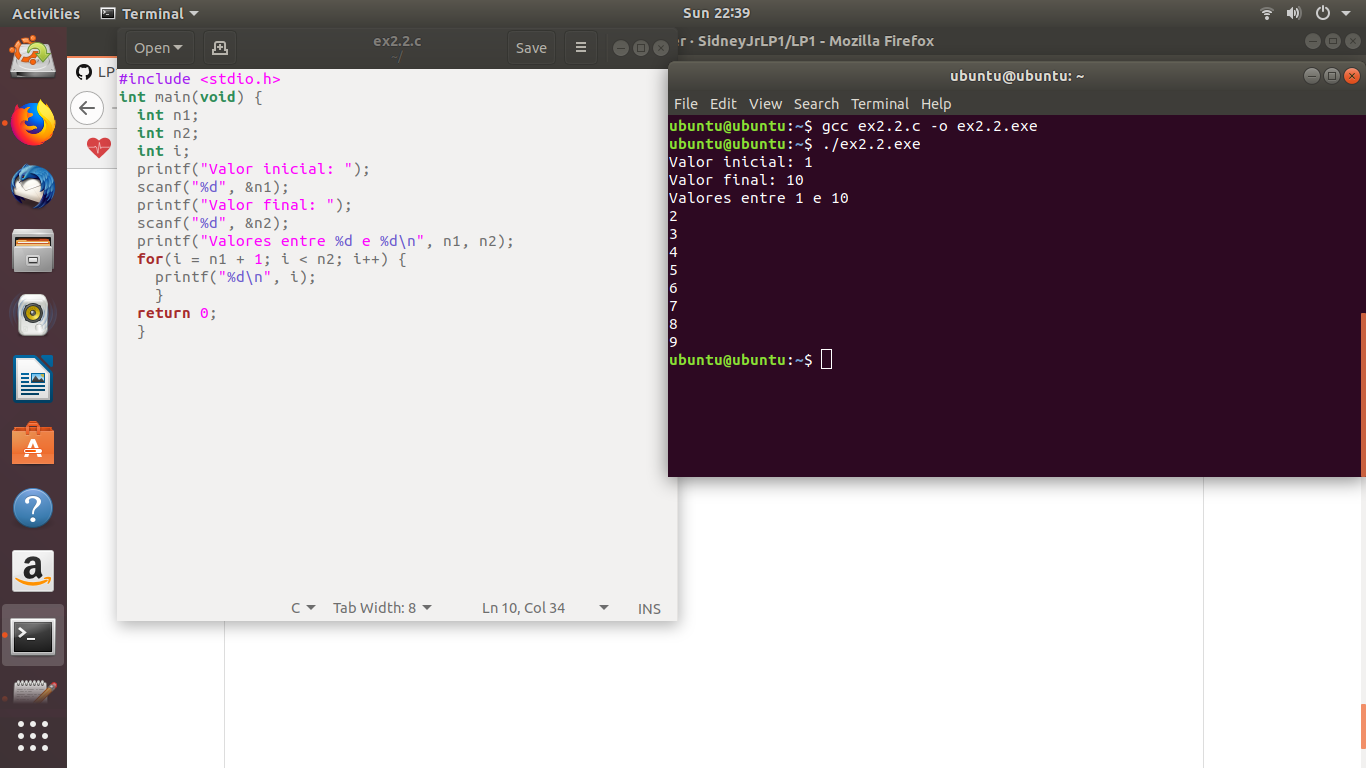 Activities Terminal Sun 22:39
Open ex2.2.c Save
~/
r · SidneyJrLP1/LP1 - Mozilla Firefox
LP
#include <stdio.h>
int main(void) {
  int n1;
  int n2;
  int i;
  printf("Valor inicial: ");
  scanf("%d", &n1);
  printf("Valor final: ");
  scanf("%d", &n2);
  printf("Valores entre %d e %d\n", n1, n2);
  for(i = n1 + 1; i < n2; i++) {
    printf("%d\n", i);
    }
  return 0;
  }
C Tab Width: 8 Ln 10, Col 34 INS
ubuntu@ubuntu: ~
File Edit View Search Terminal Help
ubuntu@ubuntu:~$ gcc ex2.2.c -o ex2.2.exe
ubuntu@ubuntu:~$ ./ex2.2.exe
Valor inicial: 1
Valor final: 10
Valores entre 1 e 10
2
3
4
5
6
7
8
9
ubuntu@ubuntu:~$